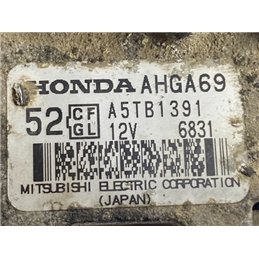 HONDA AHGA69
52 CF GL A5TB1391
12V 6831
MITSUBISHI ELECTRIC CORPORATION
(JAPAN)